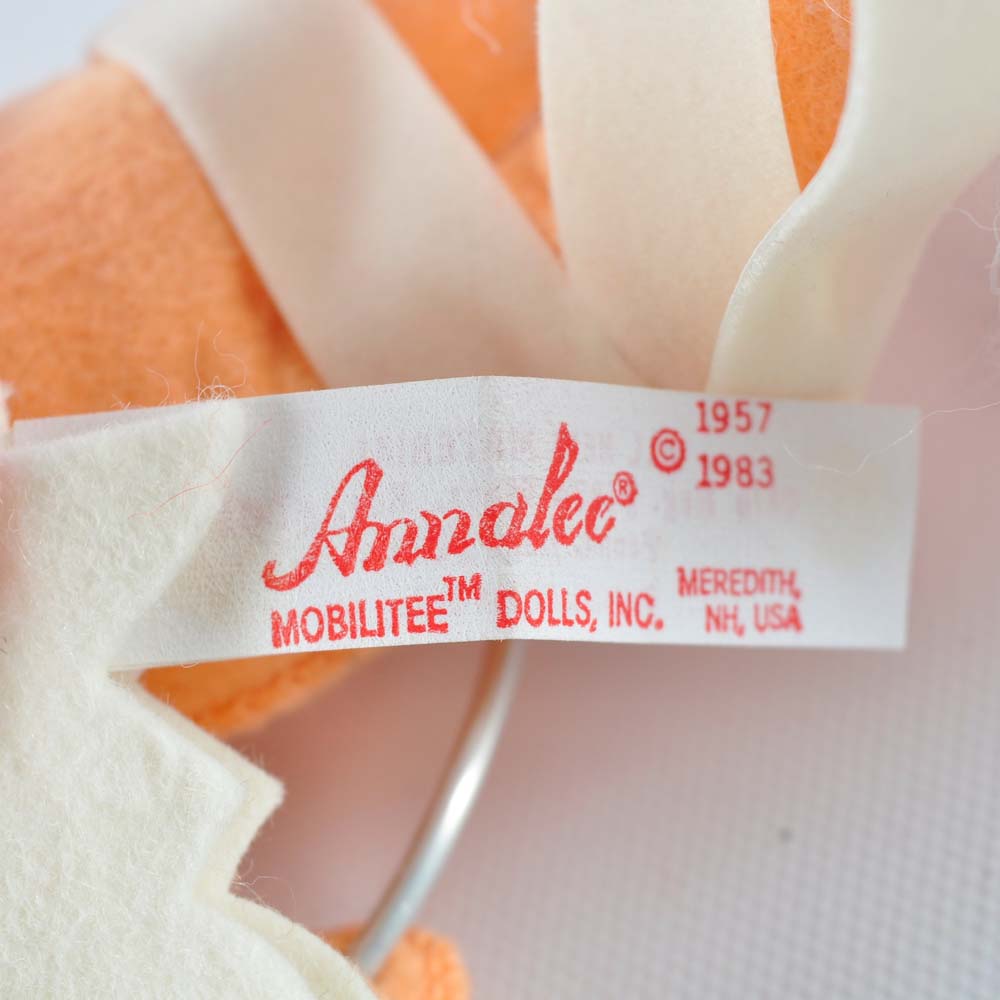 Annalee® © 1957
1983
MOBILITEE™ DOLLS, INC. MEREDITH,
NH, USA